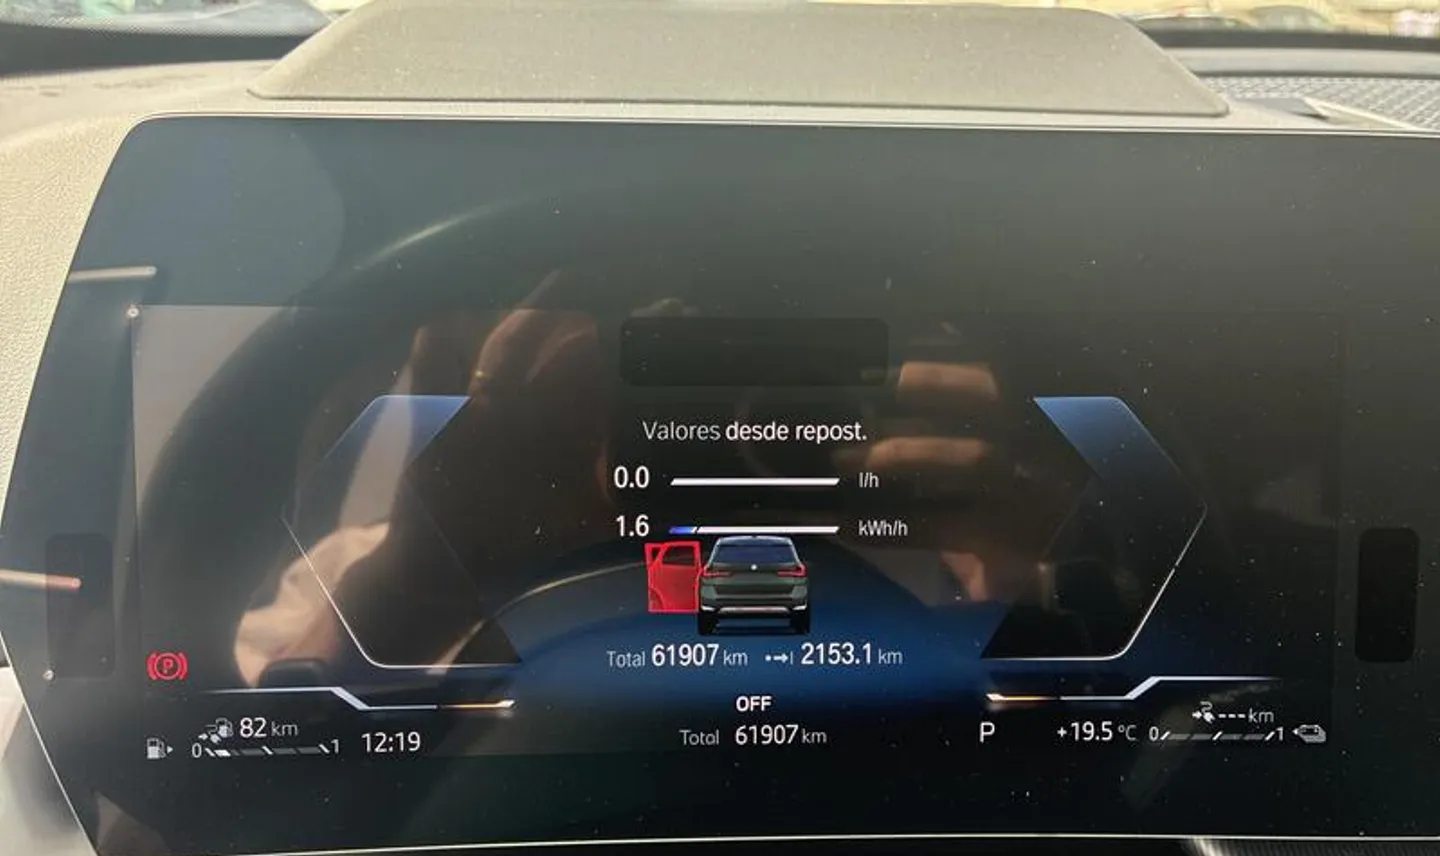 Valores desde repost.
0.0 l/h
1.6 kWh/h
Total 61907 km 2153.1 km
OFF
P
82 km
0 1
12:19
Total 61907 km
P
+19.5 °C
--- km
0 1